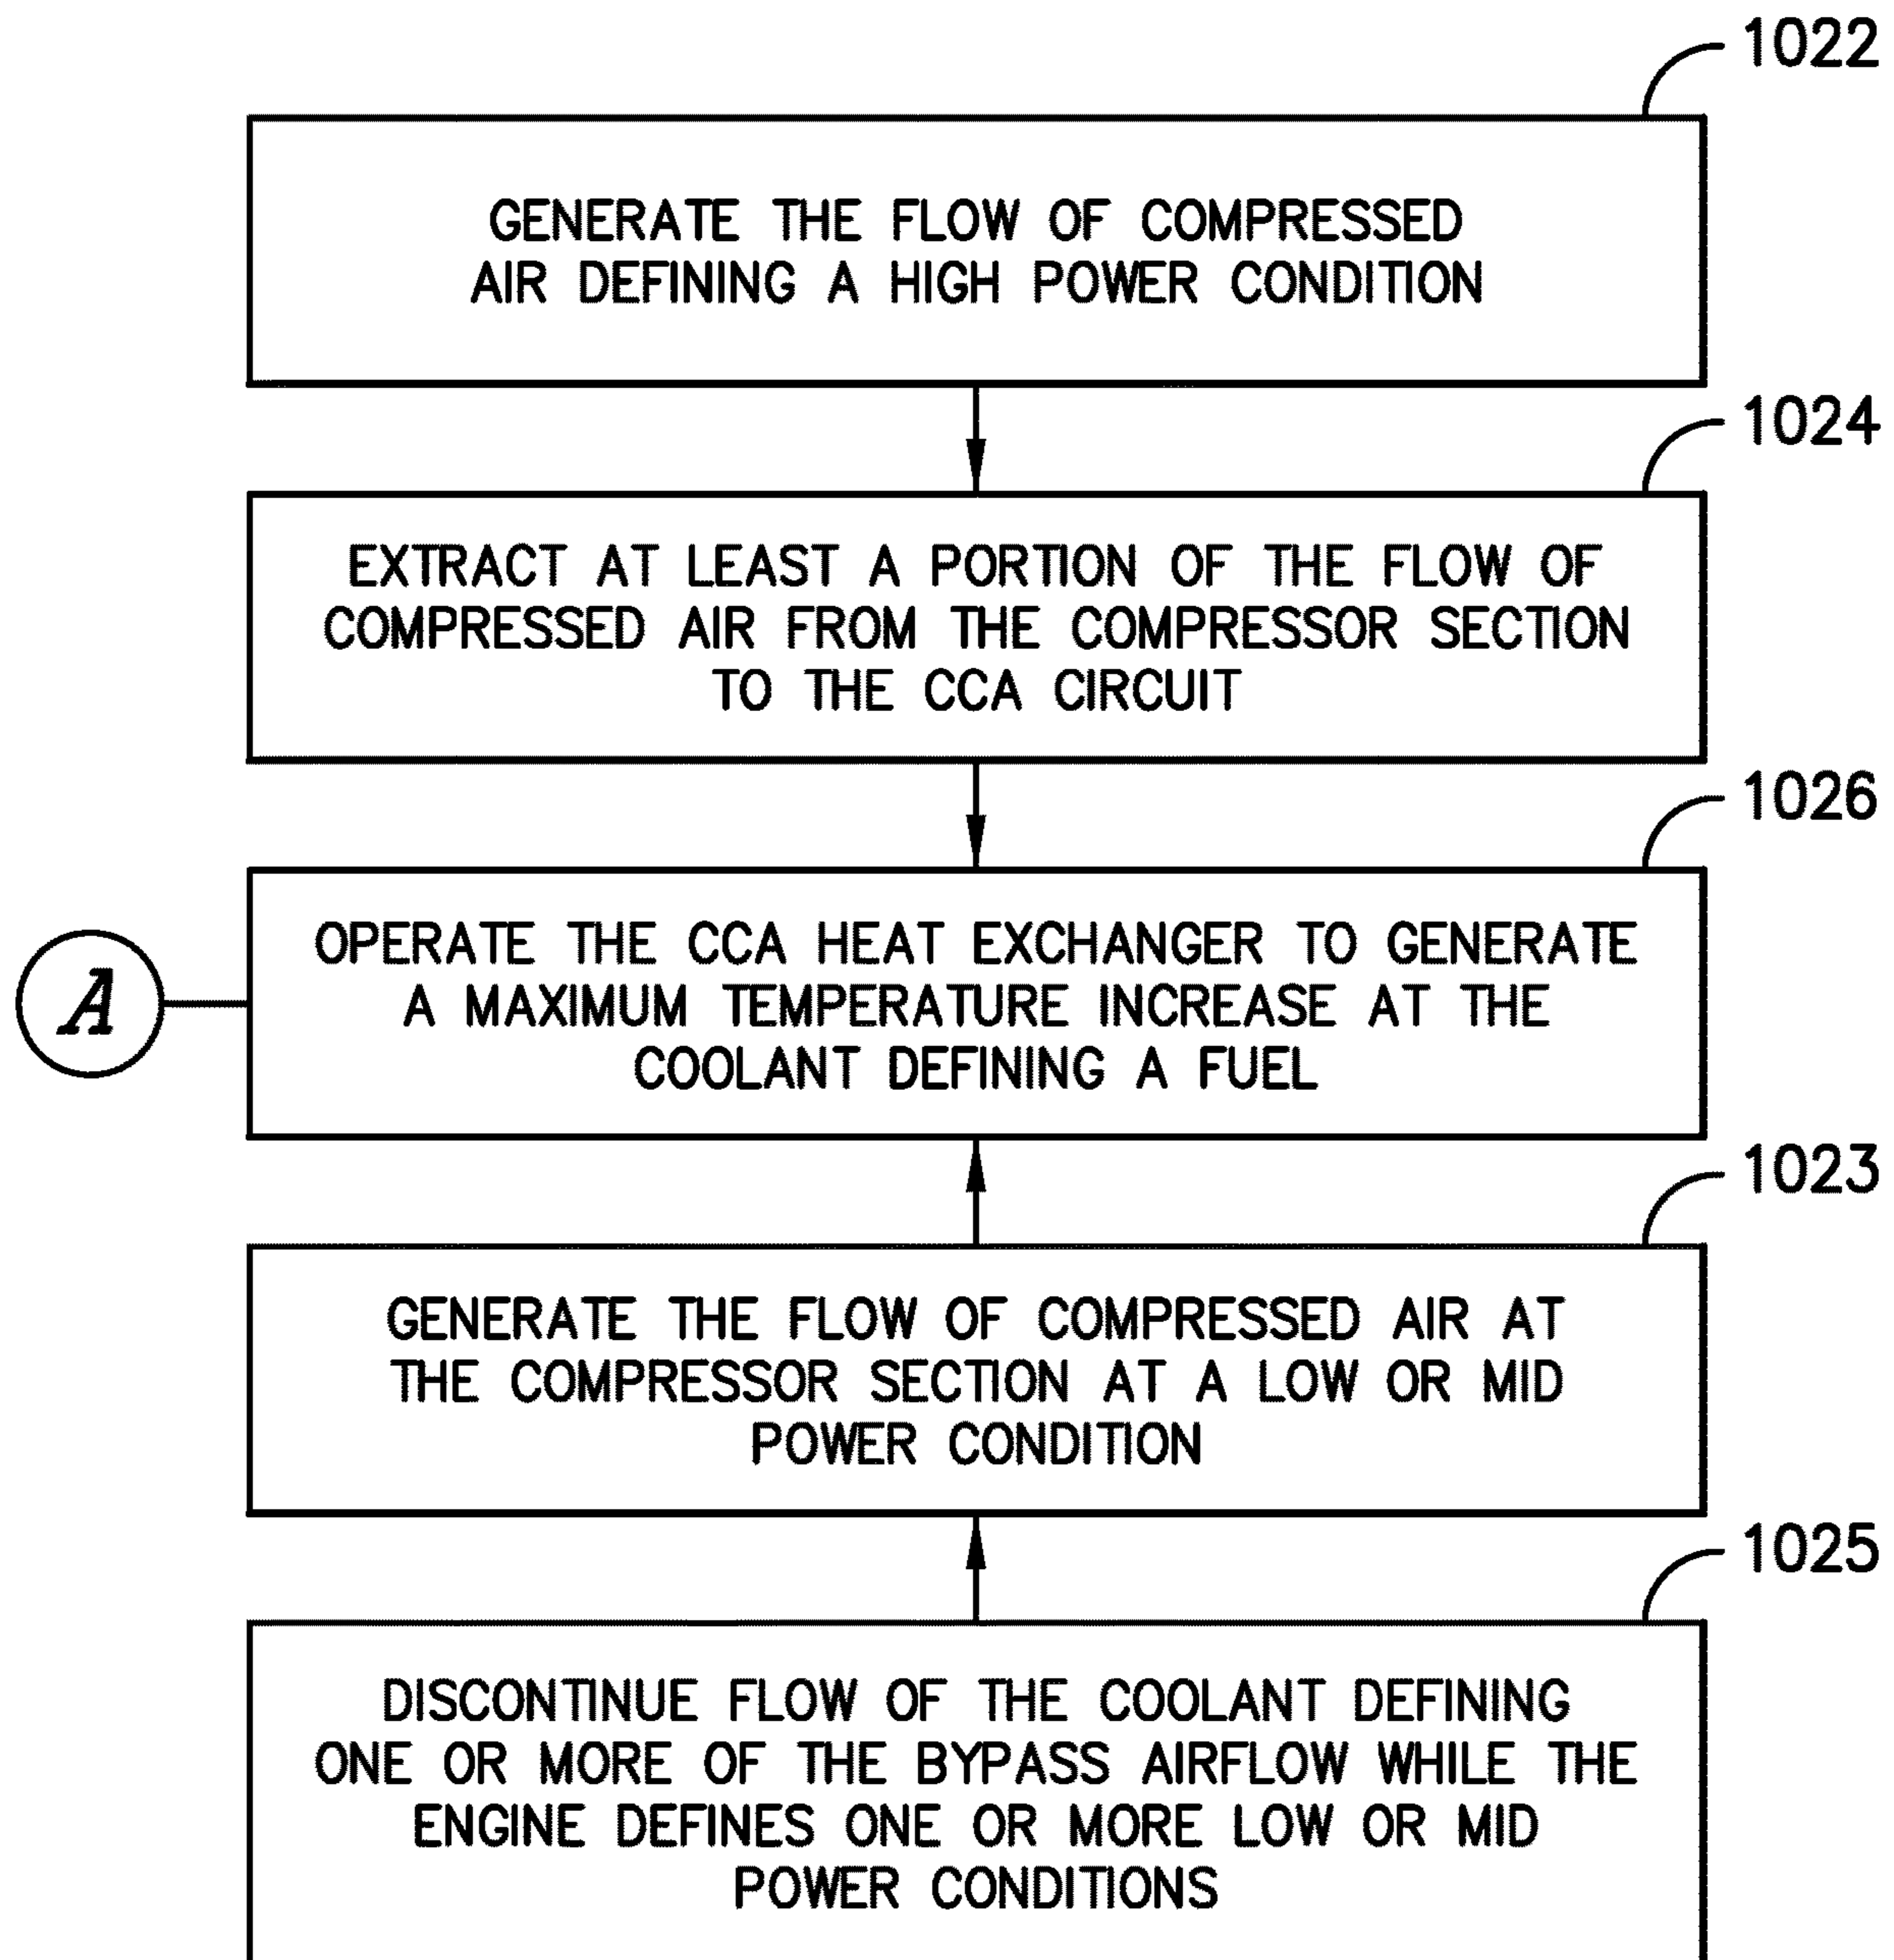 1022
GENERATE THE FLOW OF COMPRESSED
AIR DEFINING A HIGH POWER CONDITION
1024
EXTRACT AT LEAST A PORTION OF THE FLOW OF
COMPRESSED AIR FROM THE COMPRESSOR SECTION
TO THE CCA CIRCUIT
1026
OPERATE THE CCA HEAT EXCHANGER TO GENERATE
A MAXIMUM TEMPERATURE INCREASE AT THE
COOLANT DEFINING A FUEL
A
1023
GENERATE THE FLOW OF COMPRESSED AIR AT
THE COMPRESSOR SECTION AT A LOW OR MID
POWER CONDITION
1025
DISCONTINUE FLOW OF THE COOLANT DEFINING
ONE OR MORE OF THE BYPASS AIRFLOW WHILE THE
ENGINE DEFINES ONE OR MORE LOW OR MID
POWER CONDITIONS